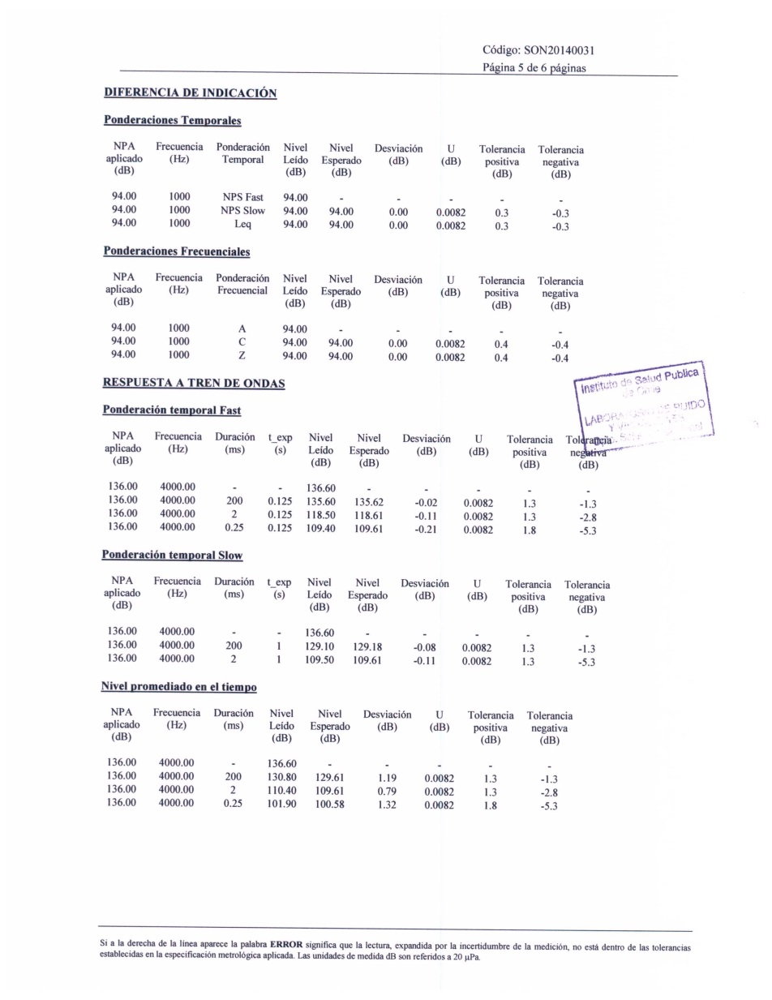 Código: SON20140031
Página 5 de 6 páginas
DIFERENCIA DE INDICACIÓN
Ponderaciones Temporales
NPA Frecuencia Ponderación Nivel Nivel Desviación U Tolerancia Tolerancia
aplicado (Hz) Temporal Leído Esperado (dB) (dB) positiva negativa
(dB) (dB) (dB) (dB) (dB)
94.00 1000 NPS Fast 94.00 - - - - -
94.00 1000 NPS Slow 94.00 94.00 0.00 0.0082 0.3 -0.3
94.00 1000 Leq 94.00 94.00 0.00 0.0082 0.3 -0.3
Ponderaciones Frecuenciales
NPA Frecuencia Ponderación Nivel Nivel Desviación U Tolerancia Tolerancia
aplicado (Hz) Frecuencial Leído Esperado (dB) (dB) positiva negativa
(dB) (dB) (dB) (dB) (dB)
94.00 1000 A 94.00 - - - - -
94.00 1000 C 94.00 94.00 0.00 0.0082 0.4 -0.4
94.00 1000 Z 94.00 94.00 0.00 0.0082 0.4 -0.4
RESPUESTA A TREN DE ONDAS
Instituto de Salud Publica
RUIDO
Ponderación temporal Fast
NPA Frecuencia Duración t_exp Nivel Nivel Desviación U Tolerancia Tolerancia
aplicado (Hz) (ms) (s) Leído Esperado (dB) (dB) positiva negativa
(dB) (dB) (dB) (dB) (dB)
136.00 4000.00 - - 136.60 - - - - -
136.00 4000.00 200 0.125 135.60 135.62 -0.02 0.0082 1.3 -1.3
136.00 4000.00 2 0.125 118.50 118.61 -0.11 0.0082 1.3 -2.8
136.00 4000.00 0.25 0.125 109.40 109.61 -0.21 0.0082 1.8 -5.3
Ponderación temporal Slow
NPA Frecuencia Duración t_exp Nivel Nivel Desviación U Tolerancia Tolerancia
aplicado (Hz) (ms) (s) Leído Esperado (dB) (dB) positiva negativa
(dB) (dB) (dB) (dB) (dB)
136.00 4000.00 - - 136.60 - - - - -
136.00 4000.00 200 1 129.10 129.18 -0.08 0.0082 1.3 -1.3
136.00 4000.00 2 1 109.50 109.61 -0.11 0.0082 1.3 -5.3
Nivel promediado en el tiempo
NPA Frecuencia Duración Nivel Nivel Desviación U Tolerancia Tolerancia
aplicado (Hz) (ms) Leído Esperado (dB) (dB) positiva negativa
(dB) (dB) (dB) (dB) (dB)
136.00 4000.00 - 136.60 - - - - -
136.00 4000.00 200 130.80 129.61 1.19 0.0082 1.3 -1.3
136.00 4000.00 2 110.40 109.61 0.79 0.0082 1.3 -2.8
136.00 4000.00 0.25 101.90 100.58 1.32 0.0082 1.8 -5.3
Si a la derecha de la línea aparece la palabra ERROR significa que la lectura, expandida por la incertidumbre de la medición, no está dentro de las tolerancias
establecidas en la especificación metrológica aplicada. Las unidades de medida dB son referidos a 20 µPa.